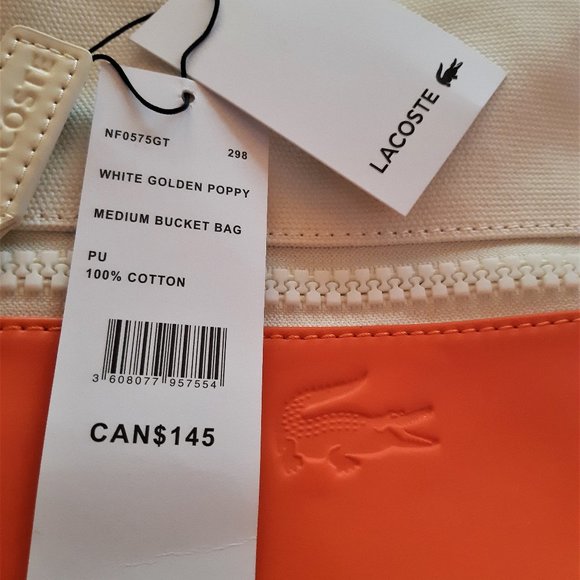 LACOSTE
LACOSTE
NF0575GT 298
WHITE GOLDEN POPPY
MEDIUM BUCKET BAG
PU
100% COTTON
3 608077 957554
CAN$145